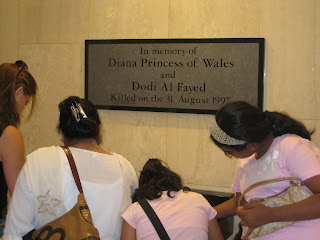 In memory of
Diana Princess of Wales
and
Dodi Al Fayed
Killed on the 31 August 1997